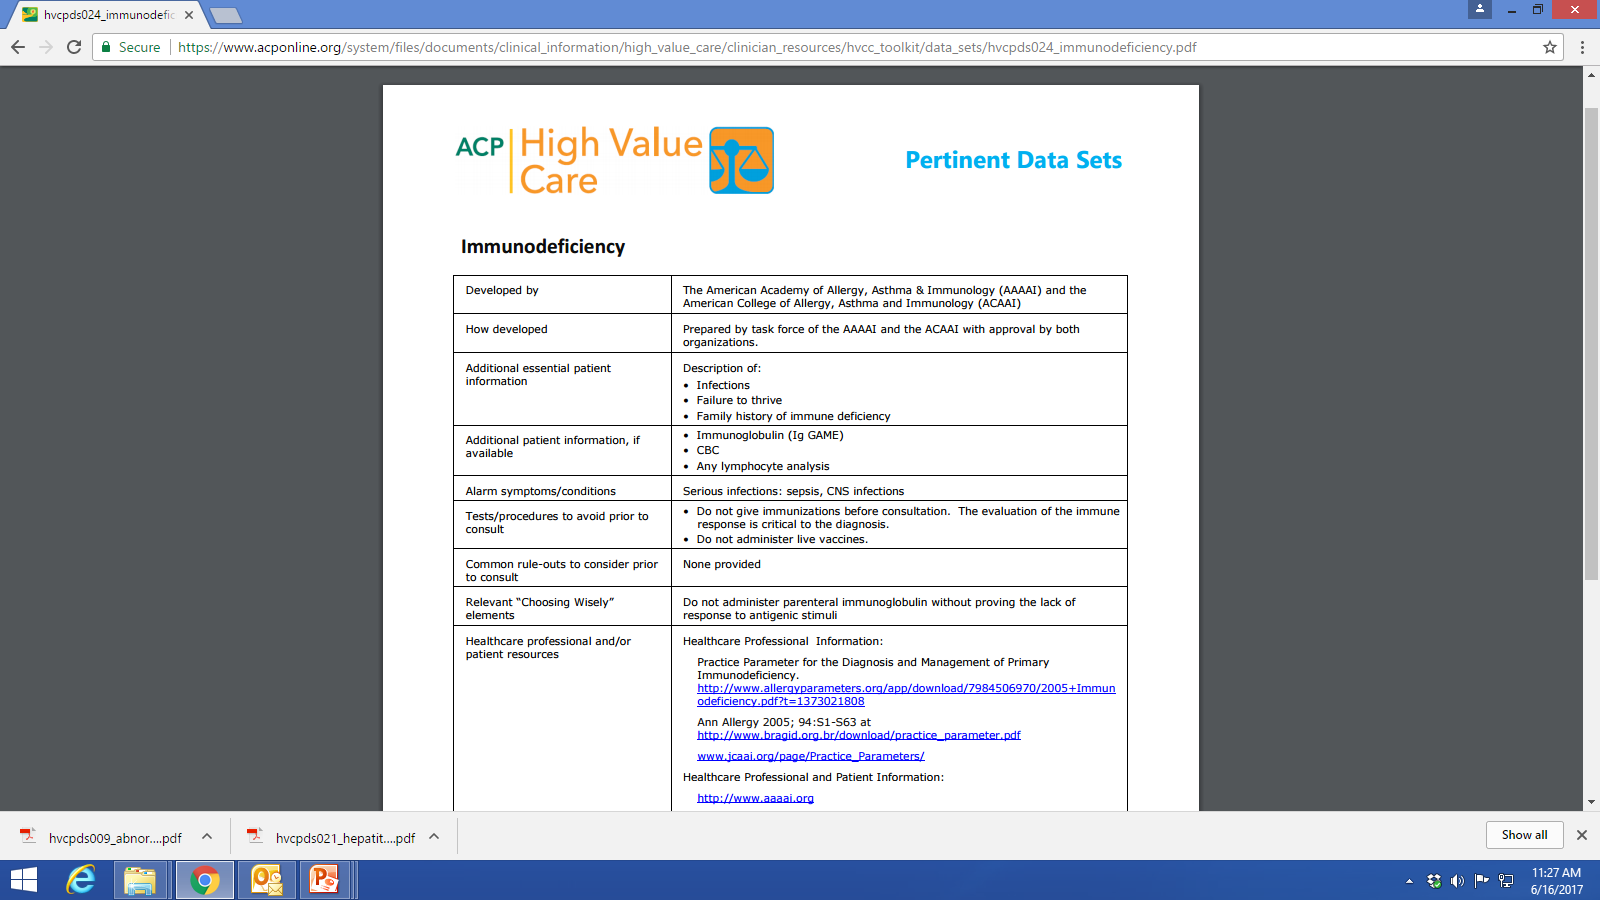 hvcpds024_immunodefic
Secure
https://www.acponline.org/system/files/documents/clinical_information/high_value_care/clinician_resources/hvcc_toolkit/data_sets/hvcpds024_immunodeficiency.pdf
ACP High Value
Care
Pertinent Data Sets
Immunodeficiency
Developed by
The American Academy of Allergy, Asthma & Immunology (AAAAI) and the
American College of Allergy, Asthma and Immunology (ACAAI)
How developed
Prepared by task force of the AAAAI and the ACAAI with approval by both
organizations.
Additional essential patient
information
Description of:
• Infections
• Failure to thrive
• Family history of immune deficiency
Additional patient information, if
available
• Immunoglobulin (Ig GAME)
• CBC
• Any lymphocyte analysis
Alarm symptoms/conditions
Serious infections: sepsis, CNS infections
Tests/procedures to avoid prior to
consult
• Do not give immunizations before consultation.  The evaluation of the immune
response is critical to the diagnosis.
• Do not administer live vaccines.
Common rule-outs to consider prior
to consult
None provided
Relevant “Choosing Wisely”
elements
Do not administer parenteral immunoglobulin without proving the lack of
response to antigenic stimuli
Healthcare professional and/or
patient resources
Healthcare Professional  Information:
Practice Parameter for the Diagnosis and Management of Primary
Immunodeficiency.
http://www.allergyparameters.org/app/download/7984506970/2005+Immun
odeficiency.pdf?t=1373021808
Ann Allergy 2005; 94:S1-S63 at
http://www.bragid.org.br/download/practice_parameter.pdf
www.jcaai.org/page/Practice_Parameters/
Healthcare Professional and Patient Information:
http://www.aaaai.org
hvcpds009_abnor....pdf
hvcpds021_hepatit....pdf
Show all
11:27 AM
6/16/2017